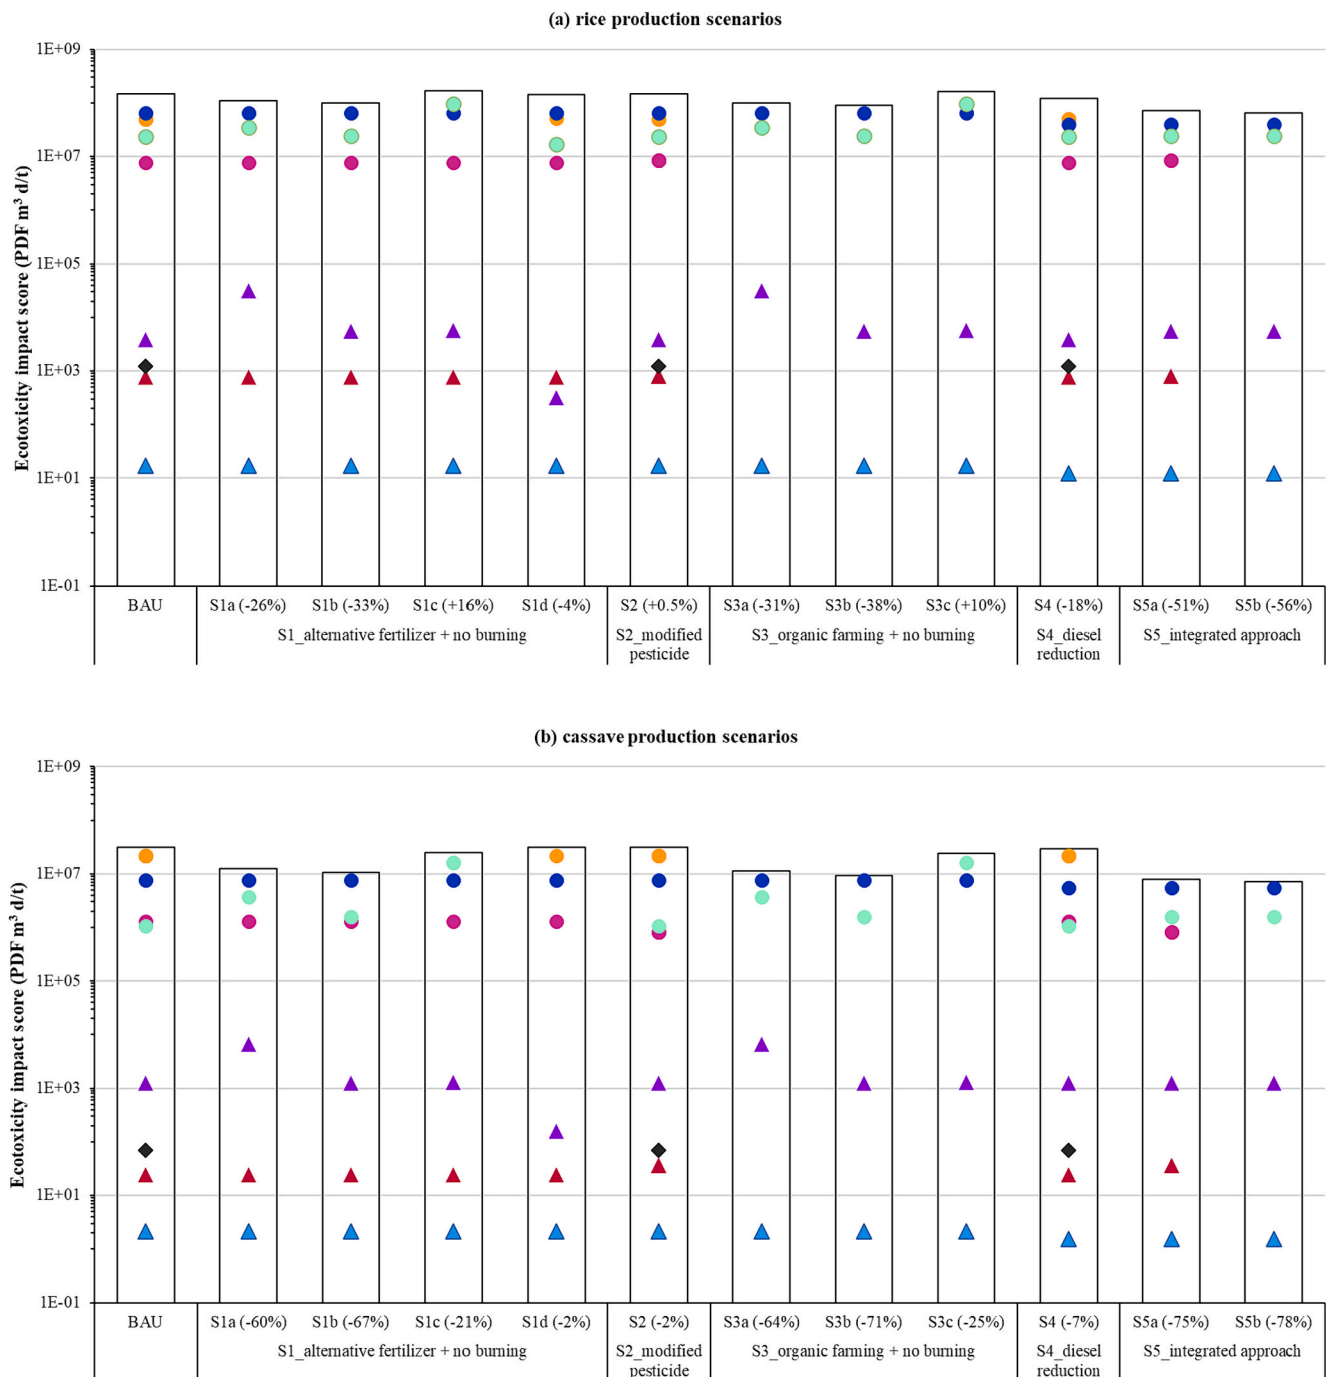 (a) rice production scenarios
Ecotoxicity impact score (PDF m³ d/t)
1E+09
1E+07
1E+05
1E+03
1E+01
1E-01
BAU S1a (-26%) S1b (-33%) S1c (+16%) S1d (-4%) S2 (+0.5%) S3a (-31%) S3b (-38%) S3c (+10%) S4 (-18%) S5a (-51%) S5b (-56%)
S1_alternative fertilizer + no burning S2_modified S3_organic farming + no burning S4_diesel S5_integrated approach
pesticide reduction
(b) cassave production scenarios
Ecotoxicity impact score (PDF m³ d/t)
1E+09
1E+07
1E+05
1E+03
1E+01
1E-01
BAU S1a (-60%) S1b (-67%) S1c (-21%) S1d (-2%) S2 (-2%) S3a (-64%) S3b (-71%) S3c (-25%) S4 (-7%) S5a (-75%) S5b (-78%)
S1_alternative fertilizer + no burning S2_modified S3_organic farming + no burning S4_diesel S5_integrated approach
pesticide reduction